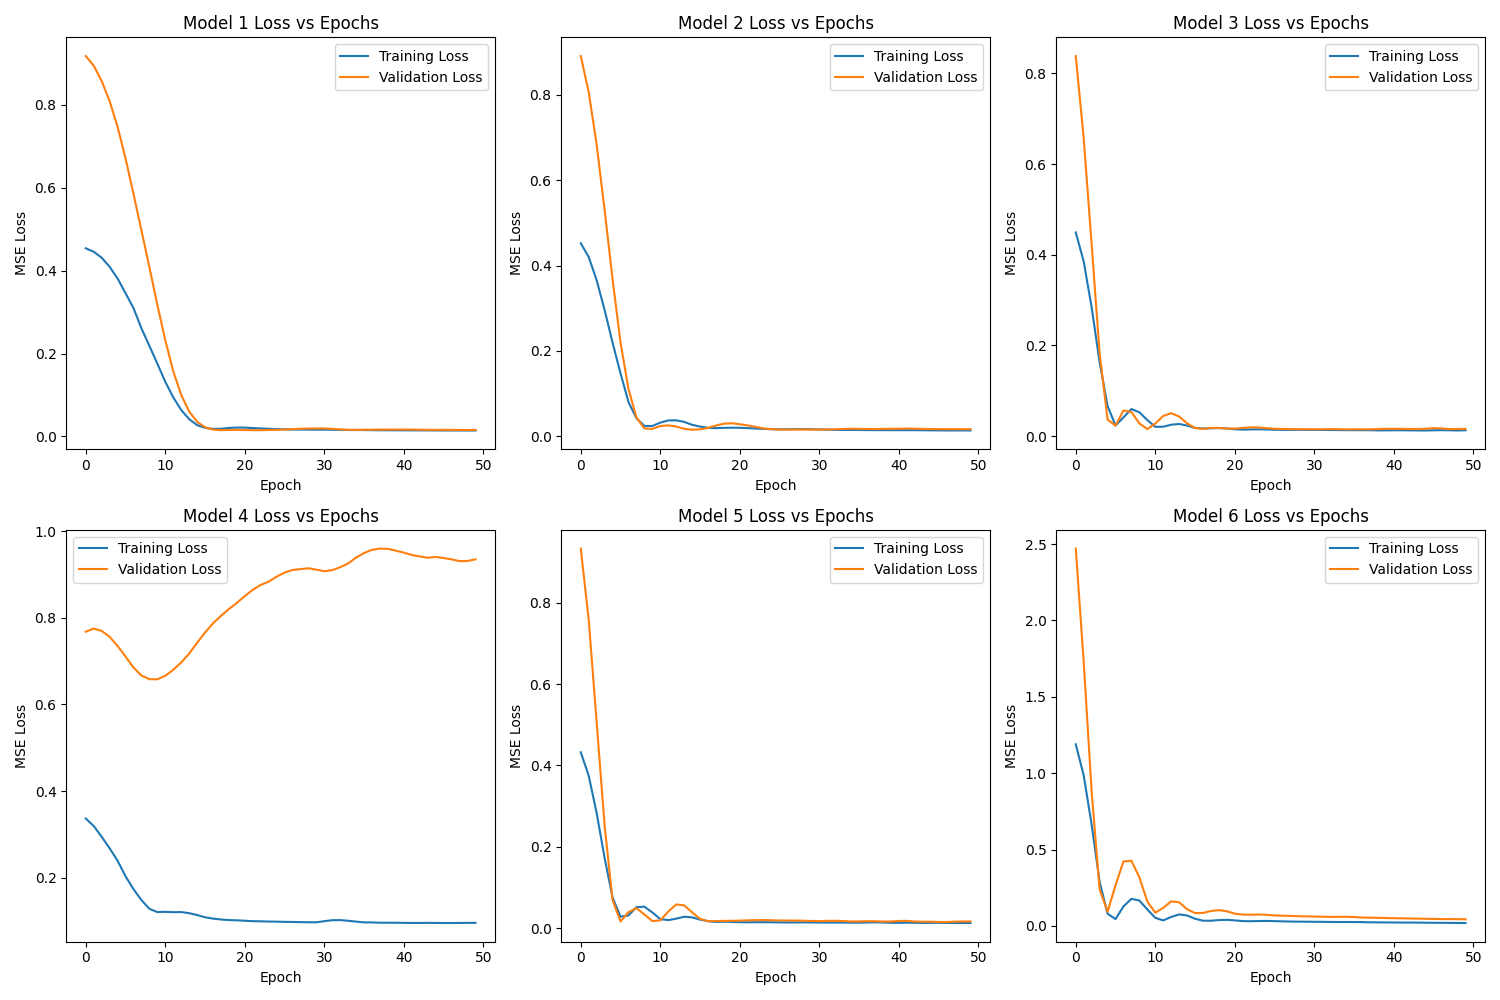 Model 1 Loss vs Epochs
Training Loss
Validation Loss
0.8
0.6
0.4
0.2
0.0
MSE Loss
0 10 20 30 40 50
Epoch
Model 2 Loss vs Epochs
Training Loss
Validation Loss
0.8
0.6
0.4
0.2
0.0
MSE Loss
0 10 20 30 40 50
Epoch
Model 3 Loss vs Epochs
Training Loss
Validation Loss
0.8
0.6
0.4
0.2
0.0
MSE Loss
0 10 20 30 40 50
Epoch
Model 4 Loss vs Epochs
Training Loss
Validation Loss
1.0
0.8
0.6
0.4
0.2
MSE Loss
0 10 20 30 40 50
Epoch
Model 5 Loss vs Epochs
Training Loss
Validation Loss
0.8
0.6
0.4
0.2
0.0
MSE Loss
0 10 20 30 40 50
Epoch
Model 6 Loss vs Epochs
Training Loss
Validation Loss
2.5
2.0
1.5
1.0
0.5
0.0
MSE Loss
0 10 20 30 40 50
Epoch